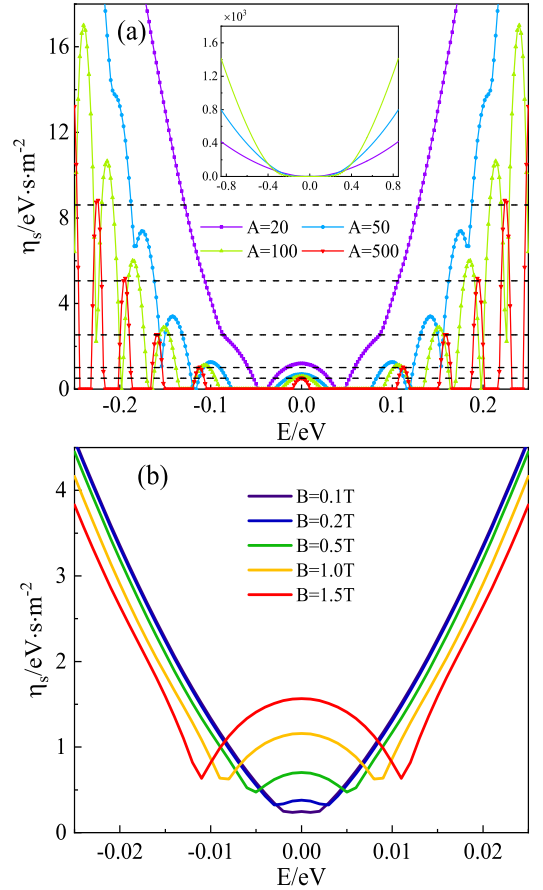 (a)
1.8×10³
1.2
0.6
0.0
-0.8 -0.4 0.0 0.4 0.8
16
12
8
4
0
ηₛ/eV·s·m⁻²
A=20 A=50
A=100 A=500
-0.2 -0.1 0.0 0.1 0.2
E/eV
(b)
4
3
2
1
0
ηₛ/eV·s·m⁻²
B=0.1T
B=0.2T
B=0.5T
B=1.0T
B=1.5T
-0.02 -0.01 0.00 0.01 0.02
E/eV